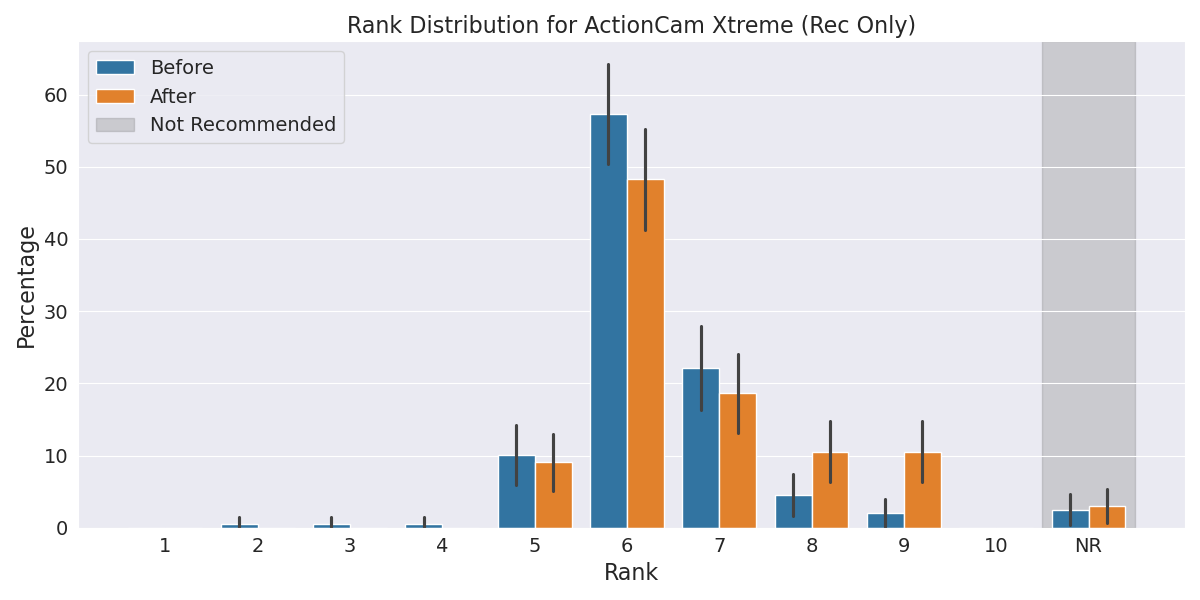 Rank Distribution for ActionCam Xtreme (Rec Only)
Before
After
Not Recommended
60
50
40
30
20
10
0
Percentage
1 2 3 4 5 6 7 8 9 10 NR
Rank